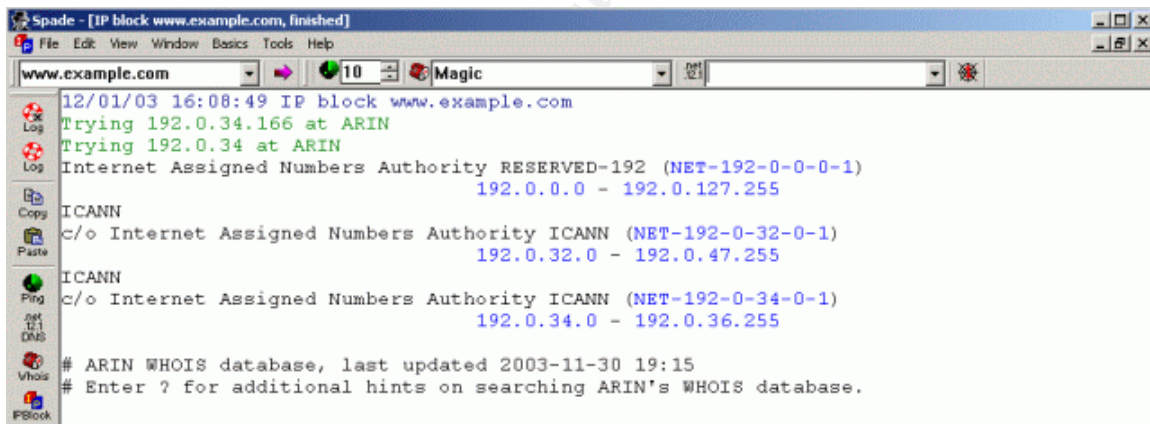 Spade - [IP block www.example.com, finished]
File Edit View Window Basics Tools Help
www.example.com 10 Magic .net 12.1
12/01/03 16:08:49 IP block www.example.com
Trying 192.0.34.166 at ARIN
Trying 192.0.34 at ARIN
Internet Assigned Numbers Authority RESERVED-192 (NET-192-0-0-0-1)
192.0.0.0 - 192.0.127.255
ICANN
c/o Internet Assigned Numbers Authority ICANN (NET-192-0-32-0-1)
192.0.32.0 - 192.0.47.255
ICANN
c/o Internet Assigned Numbers Authority ICANN (NET-192-0-34-0-1)
192.0.34.0 - 192.0.36.255
# ARIN WHOIS database, last updated 2003-11-30 19:15
# Enter ? for additional hints on searching ARIN's WHOIS database.
Log
Log
Copy
Paste
Ping
.net
12.1
DNS
Whois
IPBlock